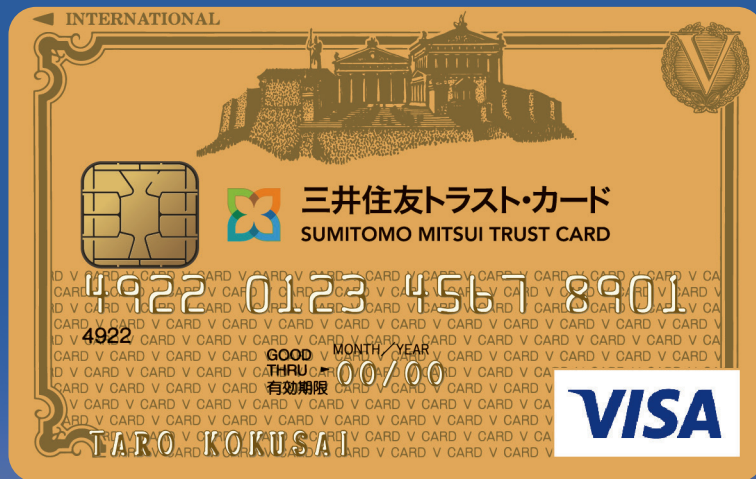 INTERNATIONAL
V
三井住友トラスト・カード
SUMITOMO MITSUI TRUST CARD
4922 0123 4567 8901
4922
MONTH/YEAR
GOOD THRU 00/00
有効期限
VISA
TARO KOKUSAI